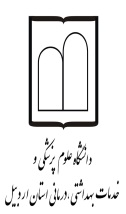 دانشگاه علوم پزشکی و
خدمات بهداشتی درمانی استان اردبیل